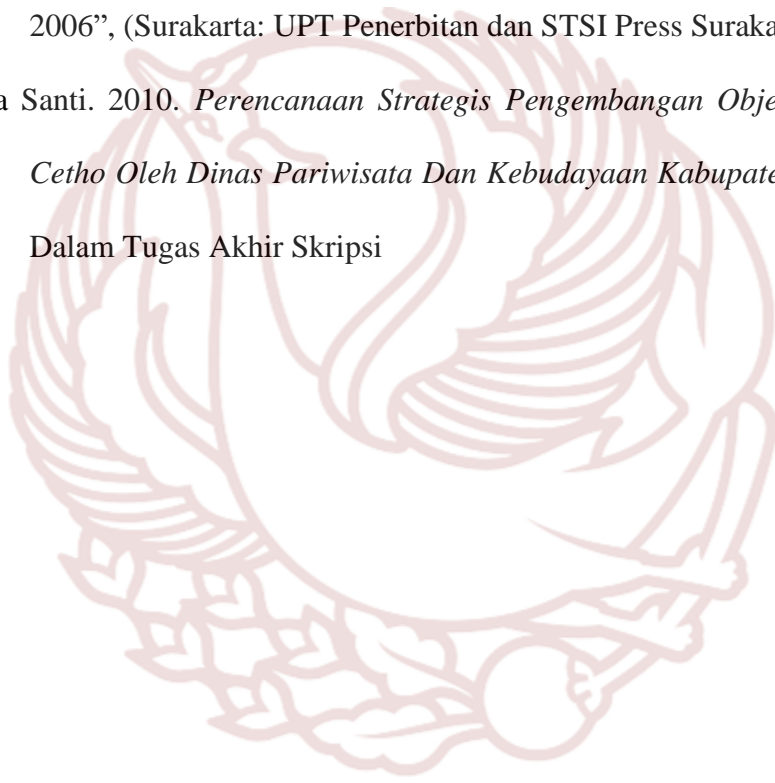 2006”, (Surakarta: UPT Penerbitan dan STSI Press Suraka
a Santi. 2010. Perencanaan Strategis Pengembangan Obje
Cetho Oleh Dinas Pariwisata Dan Kebudayaan Kabupate
Dalam Tugas Akhir Skripsi